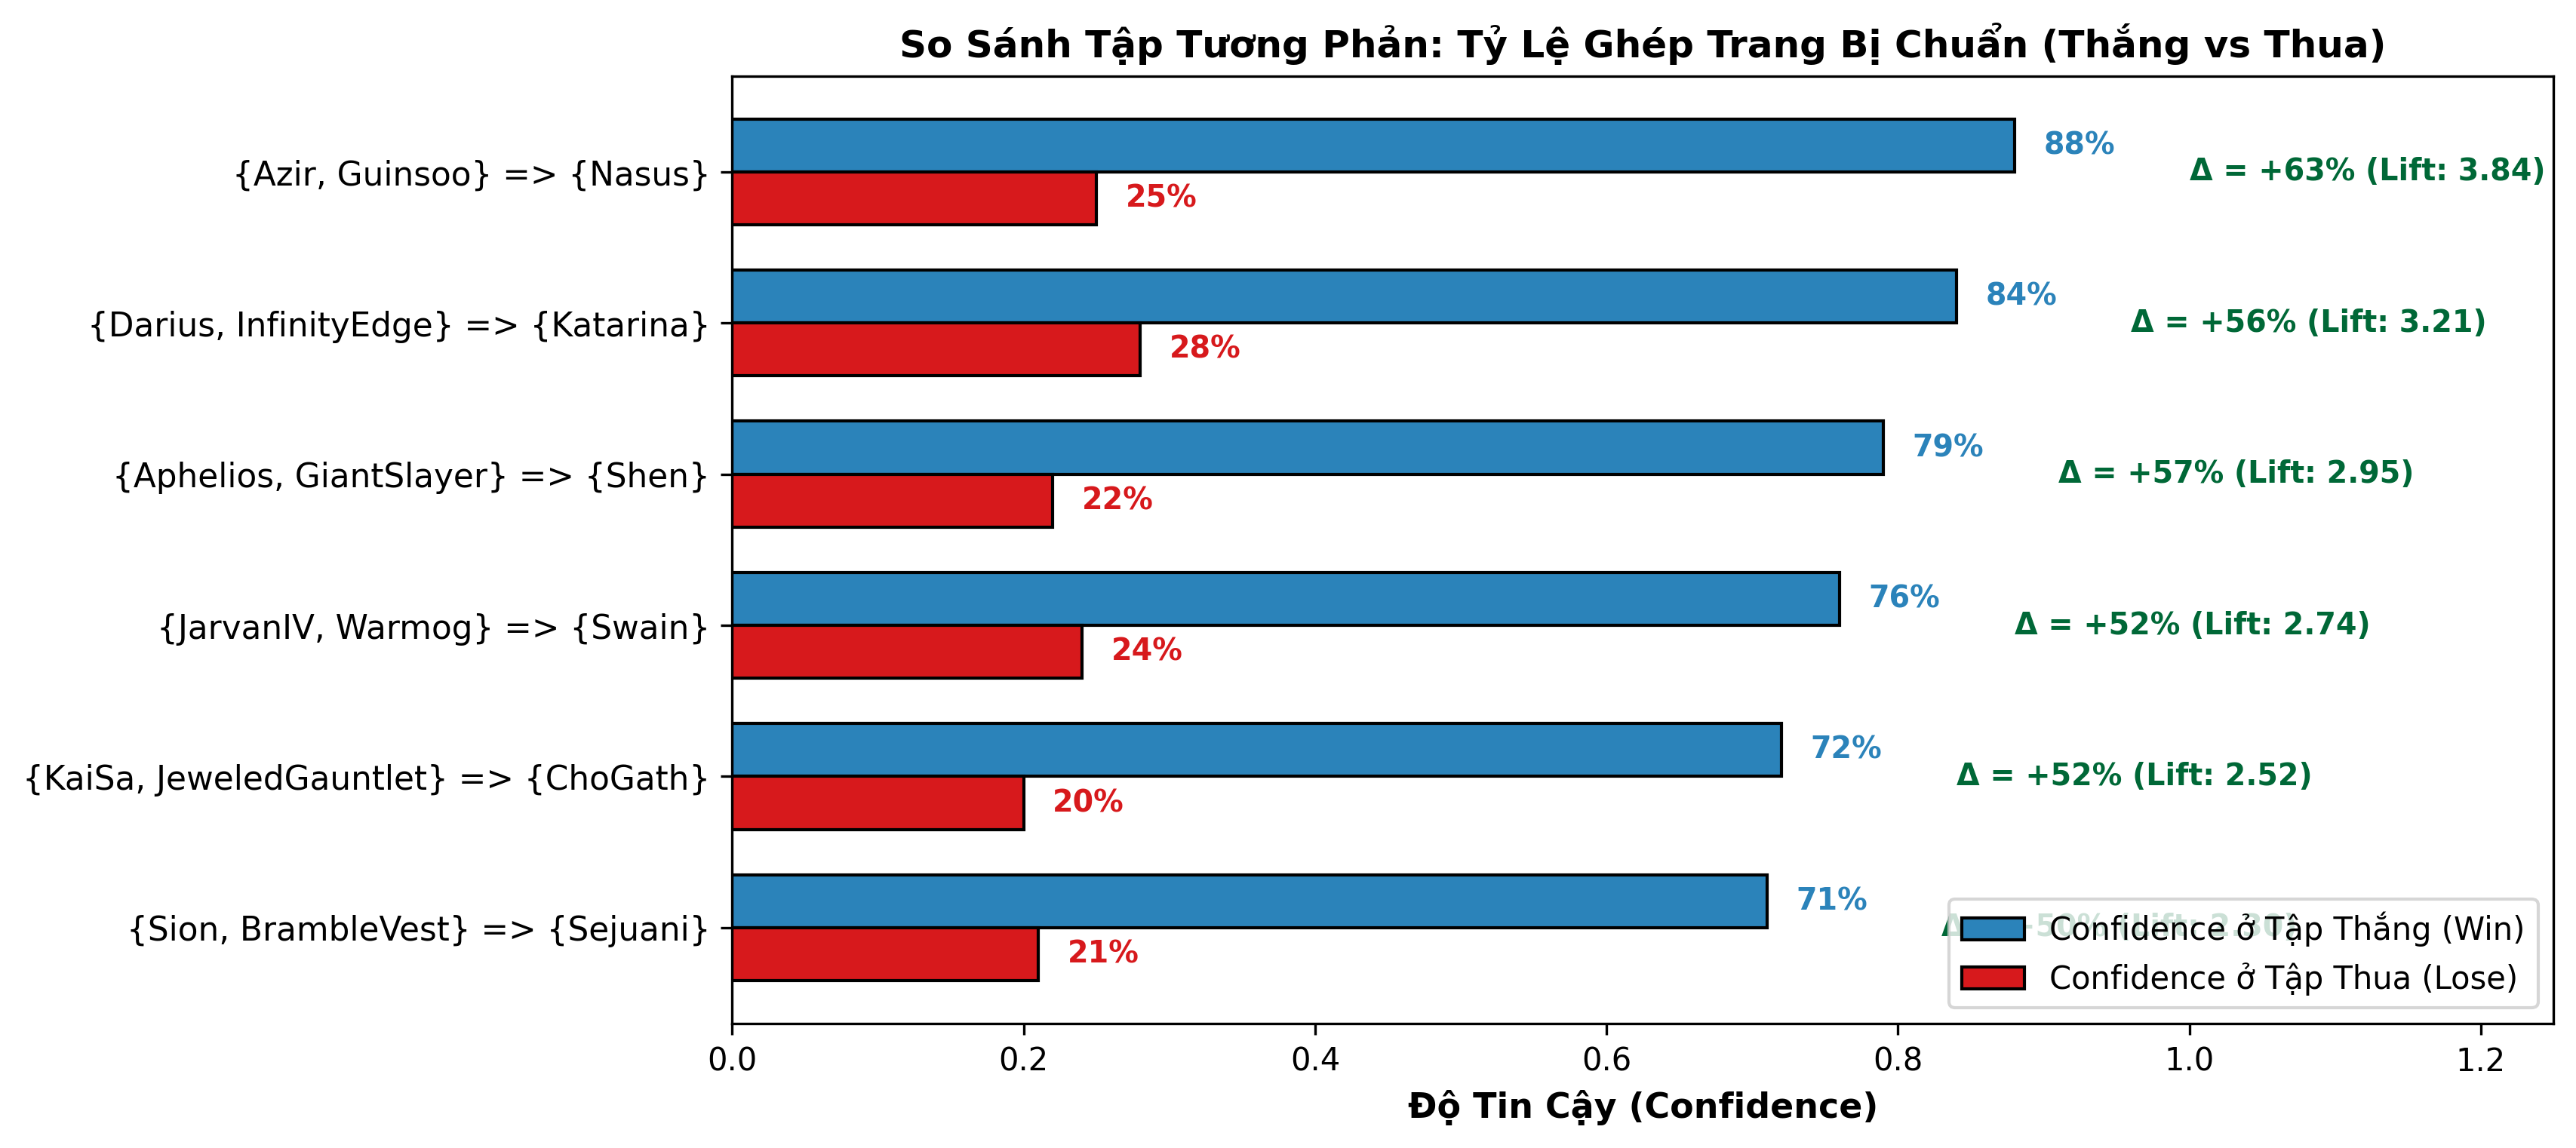 So Sánh Tập Tương Phản: Tỷ Lệ Ghép Trang Bị Chuẩn (Thắng vs Thua)
{Azir, Guinsoo} => {Nasus}
88%
25%
Δ = +63% (Lift: 3.84)
{Darius, InfinityEdge} => {Katarina}
84%
28%
Δ = +56% (Lift: 3.21)
{Aphelios, GiantSlayer} => {Shen}
79%
22%
Δ = +57% (Lift: 2.95)
{JarvanIV, Warmog} => {Swain}
76%
24%
Δ = +52% (Lift: 2.74)
{KaiSa, JeweledGauntlet} => {ChoGath}
72%
20%
Δ = +52% (Lift: 2.52)
{Sion, BrambleVest} => {Sejuani}
71%
21%
Confidence ở Tập Thắng (Win)
Confidence ở Tập Thua (Lose)
0.0 0.2 0.4 0.6 0.8 1.0 1.2
Độ Tin Cậy (Confidence)